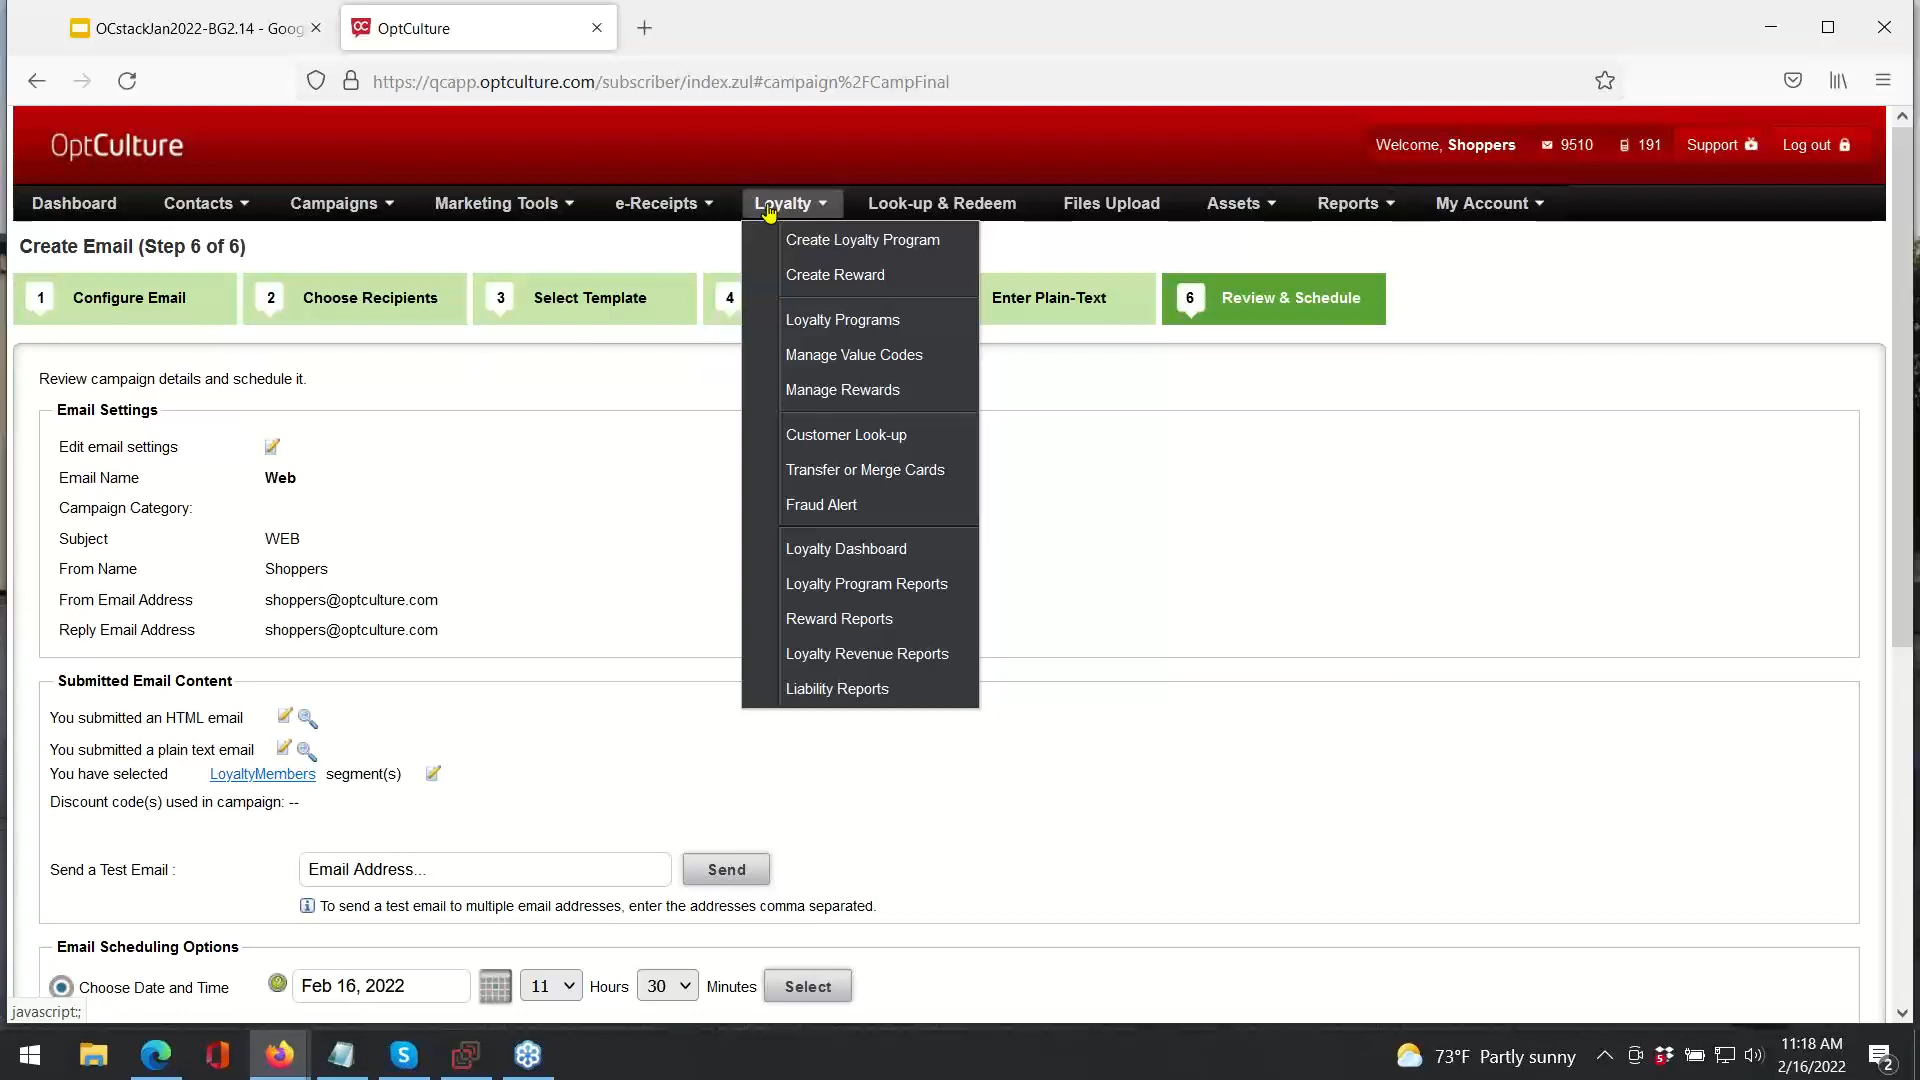 OCstackJan2022-BG2.14 - Goog
OptCulture
https://qcapp.optculture.com/subscriber/index.zul#campaign%2FCampFinal
OptCulture
Welcome, Shoppers 9510 191 Support Log out
Dashboard Contacts Campaigns Marketing Tools e-Receipts Loyalty Look-up & Redeem Files Upload Assets Reports My Account
Create Email (Step 6 of 6)
1 Configure Email 2 Choose Recipients 3 Select Template 4 Enter Plain-Text 6 Review & Schedule
Create Loyalty Program
Create Reward
Loyalty Programs
Manage Value Codes
Manage Rewards
Customer Look-up
Transfer or Merge Cards
Fraud Alert
Loyalty Dashboard
Loyalty Program Reports
Reward Reports
Loyalty Revenue Reports
Liability Reports
Review campaign details and schedule it.
Email Settings
Edit email settings
Email Name Web
Campaign Category:
Subject WEB
From Name Shoppers
From Email Address shoppers@optculture.com
Reply Email Address shoppers@optculture.com
Submitted Email Content
You submitted an HTML email
You submitted a plain text email
You have selected LoyaltyMembers segment(s)
Discount code(s) used in campaign: --
Send a Test Email : Email Address... Send
To send a test email to multiple email addresses, enter the addresses comma separated.
Email Scheduling Options
Choose Date and Time Feb 16, 2022 11 Hours 30 Minutes Select
javascript:;
73°F Partly sunny
11:18 AM
2/16/2022
2